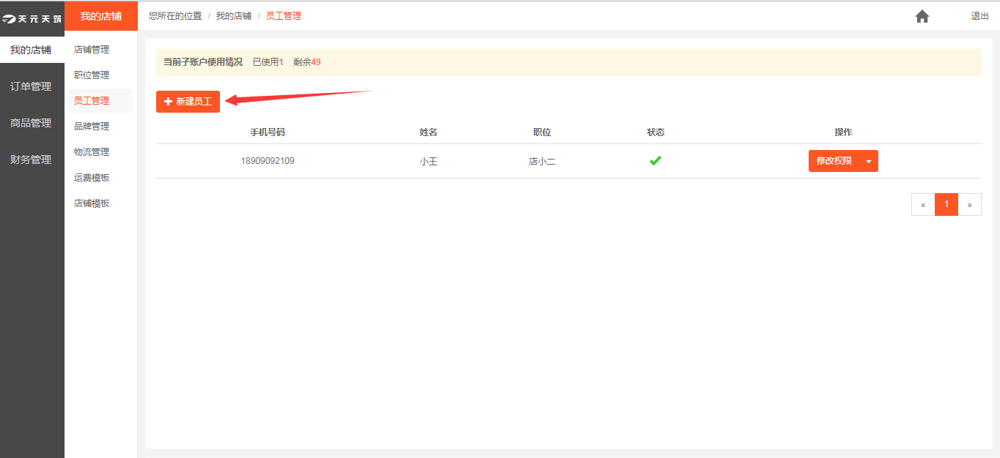 天元天筑
我的店铺
您所在的位置 / 我的店铺 / 员工管理
退出
我的店铺
订单管理
商品管理
财务管理
店铺管理
职位管理
员工管理
品牌管理
物流管理
运费模板
店铺模板
当前子账户使用情况 已使用1 剩余49
新建员工
手机号码 姓名 职位 状态 操作
18909092109 小王 店小二 修改权限
« 1 »